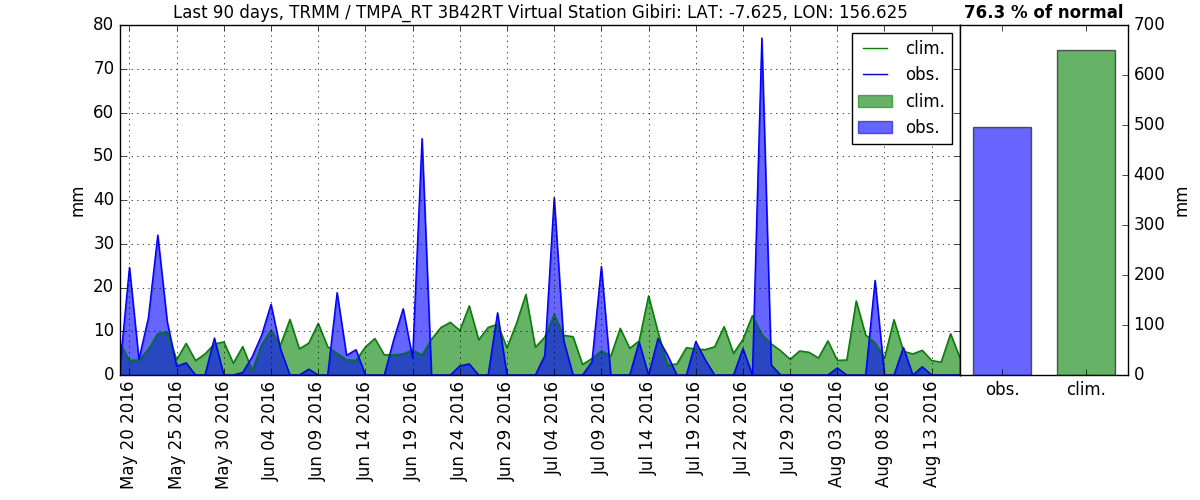 Last 90 days, TRMM / TMPA_RT 3B42RT Virtual Station Gibiri: LAT: -7.625, LON: 156.625
76.3 % of normal
80
70
60
50
40
30
20
10
0
mm
clim.
obs.
clim.
obs.
700
600
500
400
300
200
100
0
mm
May 20 2016
May 25 2016
May 30 2016
Jun 04 2016
Jun 09 2016
Jun 14 2016
Jun 19 2016
Jun 24 2016
Jun 29 2016
Jul 04 2016
Jul 09 2016
Jul 14 2016
Jul 19 2016
Jul 24 2016
Jul 29 2016
Aug 03 2016
Aug 08 2016
Aug 13 2016
obs.
clim.